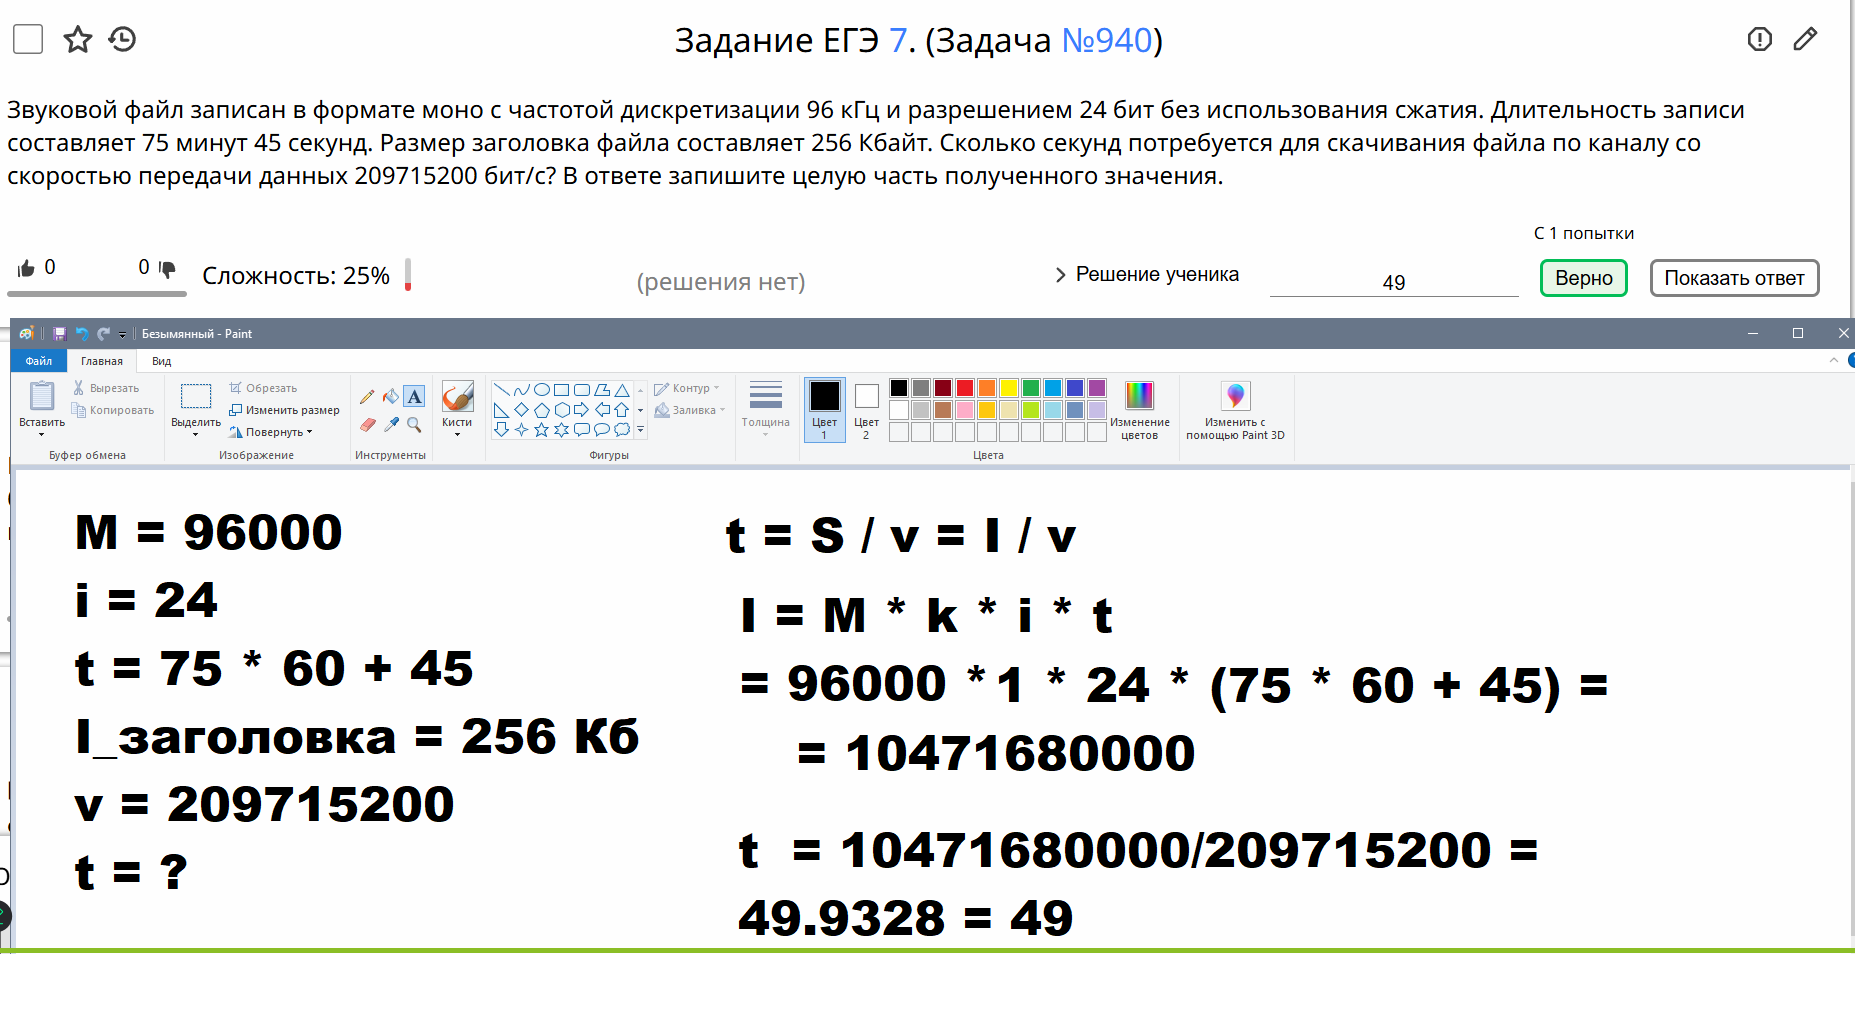 Задание ЕГЭ 7. (Задача №940)
Звуковой файл записан в формате моно с частотой дискретизации 96 кГц и разрешением 24 бит без использования сжатия. Длительность записи
составляет 75 минут 45 секунд. Размер заголовка файла составляет 256 Кбайт. Сколько секунд потребуется для скачивания файла по каналу со
скоростью передачи данных 209715200 бит/с? В ответе запишите целую часть полученного значения.
С 1 попытки
0 0 Сложность: 25% (решения нет) Решение ученика 49 Верно Показать ответ
Безымянный - Paint
Файл Главная Вид
Вставить
Вырезать
Копировать
Буфер обмена
Выделить
Обрезать
Изменить размер
Повернуть
Изображение
A
Инструменты
Кисти
Контур
Заливка
Фигуры
Толщина
Цвет
1
Цвет
2
Изменение
цветов
Цвета
Изменить с
помощью Paint 3D
M = 96000
i = 24
t = 75 * 60 + 45
I_заголовка = 256 Кб
v = 209715200
t = ?
t = S / v = I / v
I = M * k * i * t
= 96000 * 1 * 24 * (75 * 60 + 45) =
= 10471680000
t = 10471680000/209715200 =
49.9328 = 49